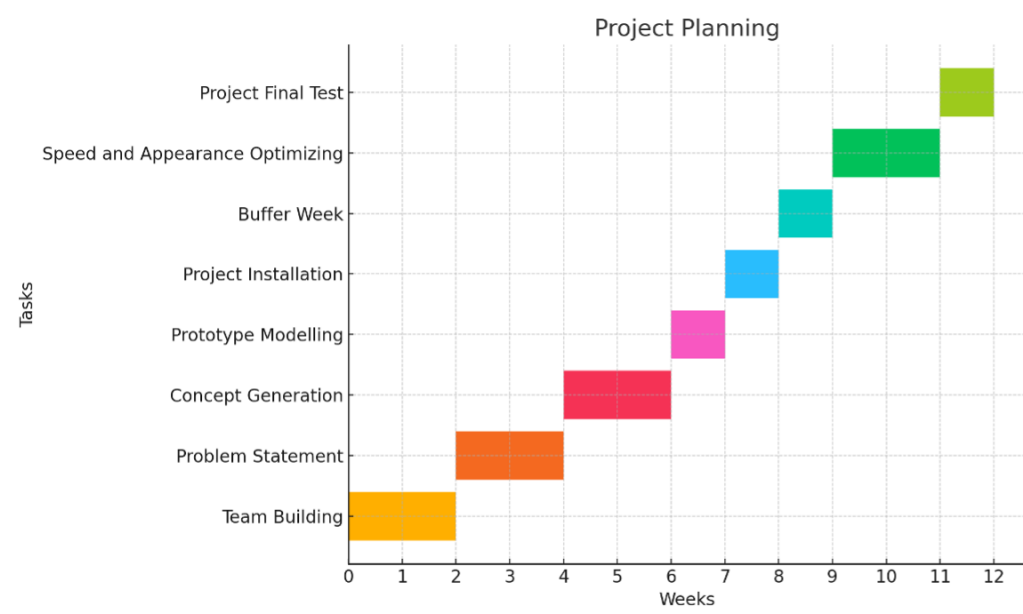 Project Planning
Project Final Test
Speed and Appearance Optimizing
Buffer Week
Project Installation
Tasks
Prototype Modelling
Concept Generation
Problem Statement
Team Building
0 1 2 3 4 5 6 7 8 9 10 11 12
Weeks